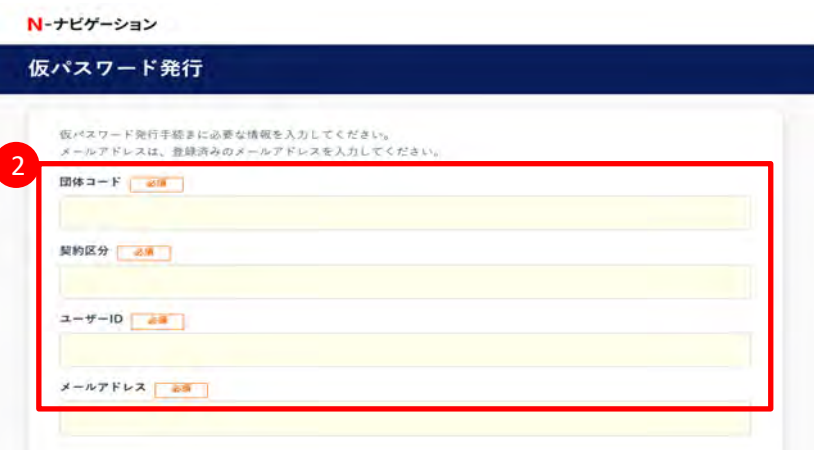 N-ナビゲーション
仮パスワード発行
仮パスワード発行手続きに必要な情報を入力してください。
メールアドレスは、登録済みのメールアドレスを入力してください。
2
団体コード 必須
契約区分 必須
ユーザーID 必須
メールアドレス 必須